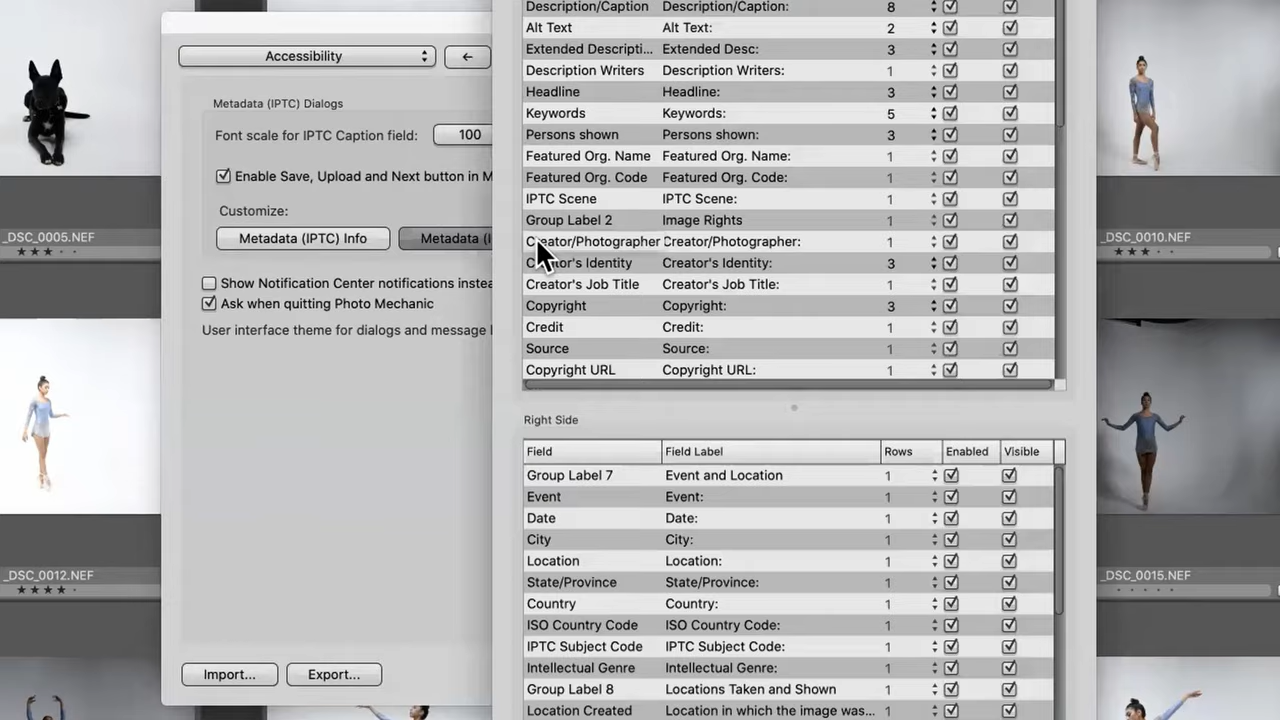 Accessibility
←
Metadata (IPTC) Dialogs
Font scale for IPTC Caption field: 100
Enable Save, Upload and Next button in M
Customize:
Metadata (IPTC) Info
Metadata (I
Show Notification Center notifications instea
Ask when quitting Photo Mechanic
User interface theme for dialogs and message
Import...
Export...
Description/Caption Description/Caption: 8
Alt Text Alt Text: 2
Extended Descripti... Extended Desc: 3
Description Writers Description Writers: 1
Headline Headline: 3
Keywords Keywords: 5
Persons shown Persons shown: 3
Featured Org. Name Featured Org. Name: 1
Featured Org. Code Featured Org. Code: 1
IPTC Scene IPTC Scene: 1
Group Label 2 Image Rights 1
Creator/Photographer Creator/Photographer: 1
Creator's Identity Creator's Identity: 3
Creator's Job Title Creator's Job Title: 1
Copyright Copyright: 3
Credit Credit: 1
Source Source: 1
Copyright URL Copyright URL: 1
Right Side
Field Field Label Rows Enabled Visible
Group Label 7 Event and Location 1
Event Event: 1
Date Date: 1
City City: 1
Location Location: 1
State/Province State/Province: 1
Country Country: 1
ISO Country Code ISO Country Code: 1
IPTC Subject Code IPTC Subject Code: 1
Intellectual Genre Intellectual Genre: 1
Group Label 8 Locations Taken and Shown 1
Location Created Location in which the image was... 1
_DSC_0005.NEF
_DSC_0010.NEF
_DSC_0012.NEF
_DSC_0015.NEF